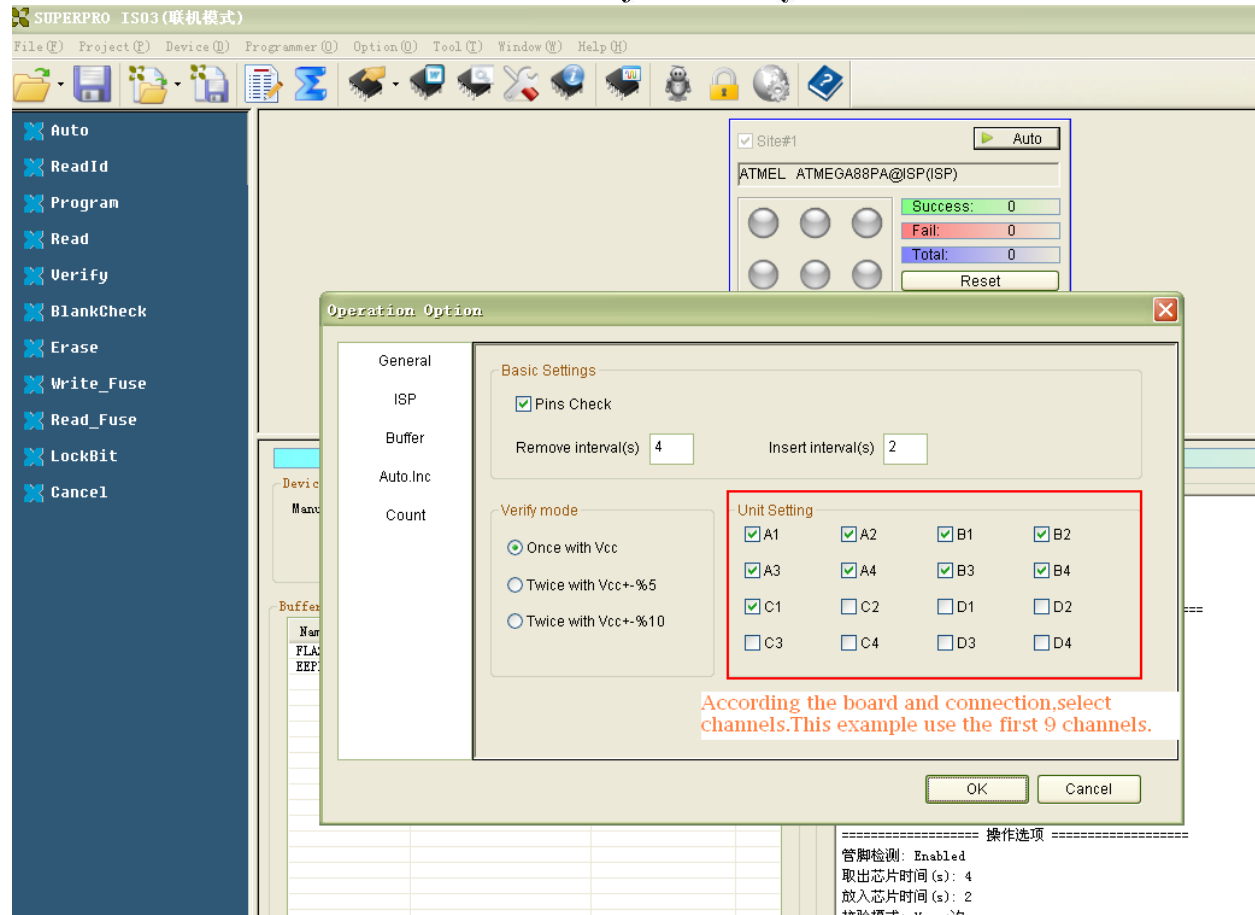 SUPERPRO IS03(联机模式)
File(F) Project(P) Device(D) Programmer(O) Option(O) Tool(T) Window(W) Help(H)
Auto
ReadId
Program
Read
Verify
BlankCheck
Erase
Write_Fuse
Read_Fuse
LockBit
Cancel
Site#1 Auto
ATMEL ATMEGA88PA@ISP(ISP)
Success: 0
Fail: 0
Total: 0
Reset
Operation Option
General
ISP
Buffer
Auto.Inc
Count
Basic Settings
Pins Check
Remove interval(s) 4 Insert interval(s) 2
Verify mode
Once with Vcc
Twice with Vcc+-%5
Twice with Vcc+-%10
Unit Setting
A1 A2 B1 B2
A3 A4 B3 B4
C1 C2 D1 D2
C3 C4 D3 D4
According the board and connection,select
channels.This example use the first 9 channels.
OK Cancel
Devic
Manu
Buffer
Nam
FLA
EEP
===
=================== 操作选项 ===================
管脚检测: Enabled
取出芯片时间(s): 4
放入芯片时间(s): 2